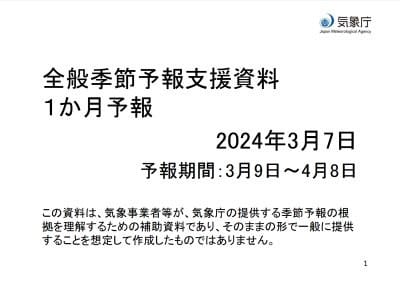 気象庁
Japan Meteorological Agency
全般季節予報支援資料
１か月予報
2024年3月7日
予報期間：3月9日～4月8日
この資料は、気象事業者等が、気象庁の提供する季節予報の根
拠を理解するための補助資料であり、そのままの形で一般に提供
することを想定して作成したものではありません。
1